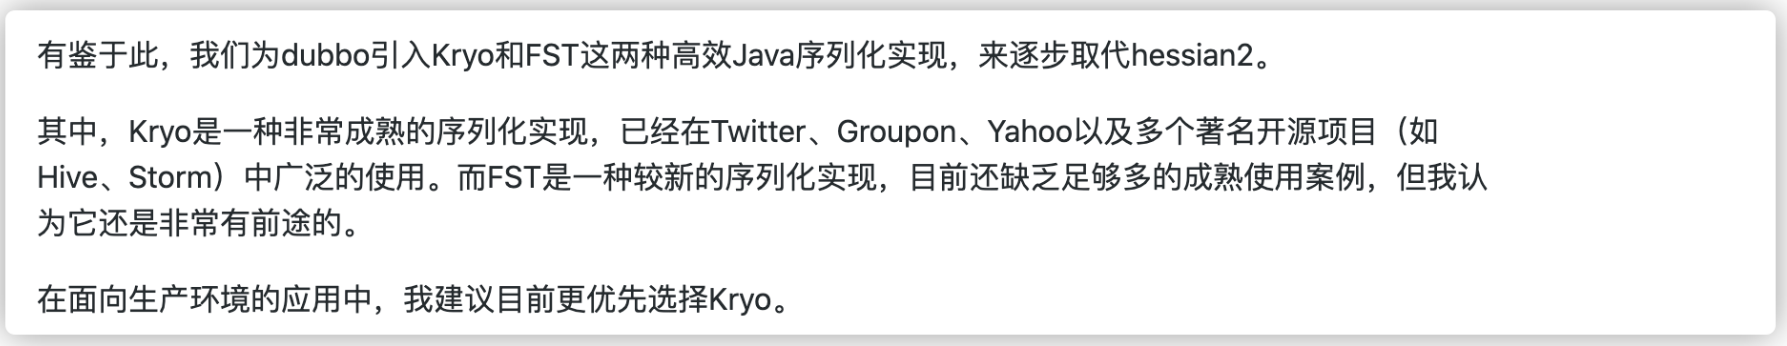 有鉴于此，我们为dubbo引入Kryo和FST这两种高效Java序列化实现，来逐步取代hessian2。
其中，Kryo是一种非常成熟的序列化实现，已经在Twitter、Groupon、Yahoo以及多个著名开源项目（如
Hive、Storm）中广泛的使用。而FST是一种较新的序列化实现，目前还缺乏足够多的成熟使用案例，但我认
为它还是非常有前途的。
在面向生产环境的应用中，我建议目前更优先选择Kryo。